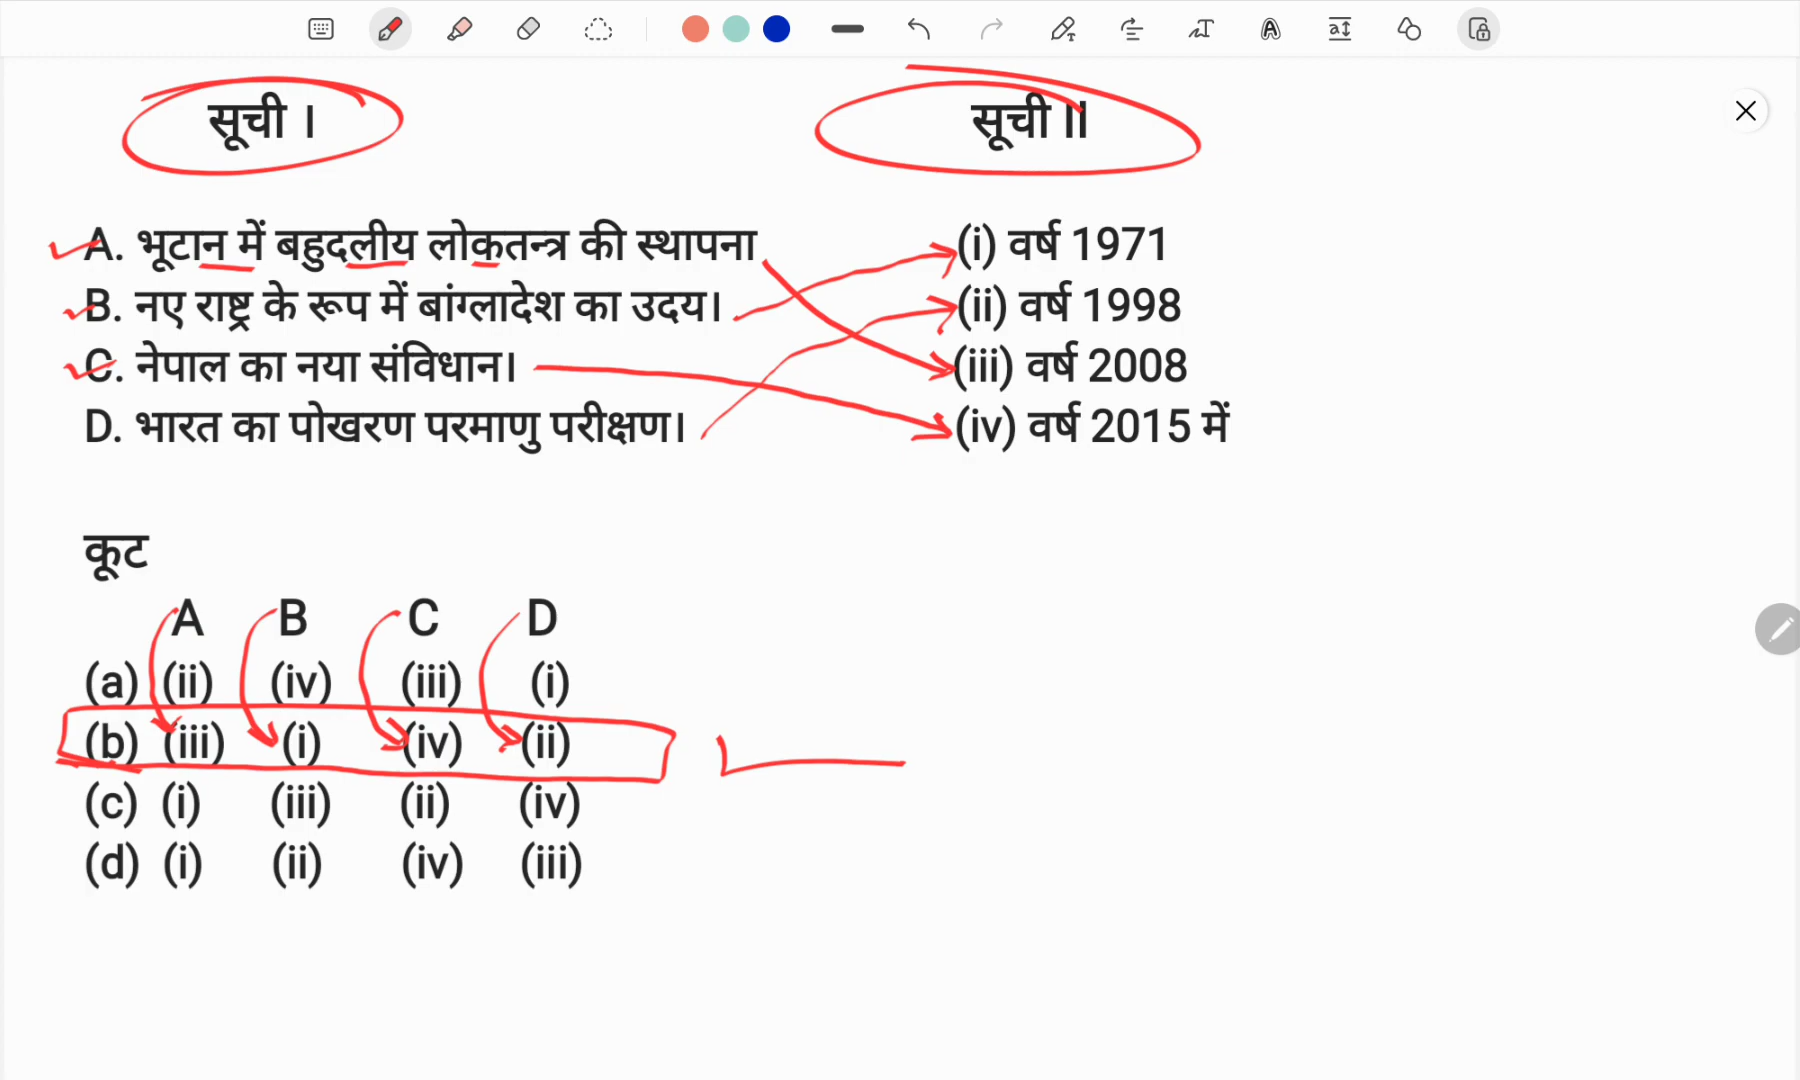 सूची I सूची II
A. भूटान में बहुदलीय लोकतन्त्र की स्थापना (i) वर्ष 1971
B. नए राष्ट्र के रूप में बांग्लादेश का उदय। (ii) वर्ष 1998
C. नेपाल का नया संविधान। (iii) वर्ष 2008
D. भारत का पोखरण परमाणु परीक्षण। (iv) वर्ष 2015 में
कूट
A B C D
(a) (ii) (iv) (iii) (i)
(b) (iii) (i) (iv) (ii)
(c) (i) (iii) (ii) (iv)
(d) (i) (ii) (iv) (iii)